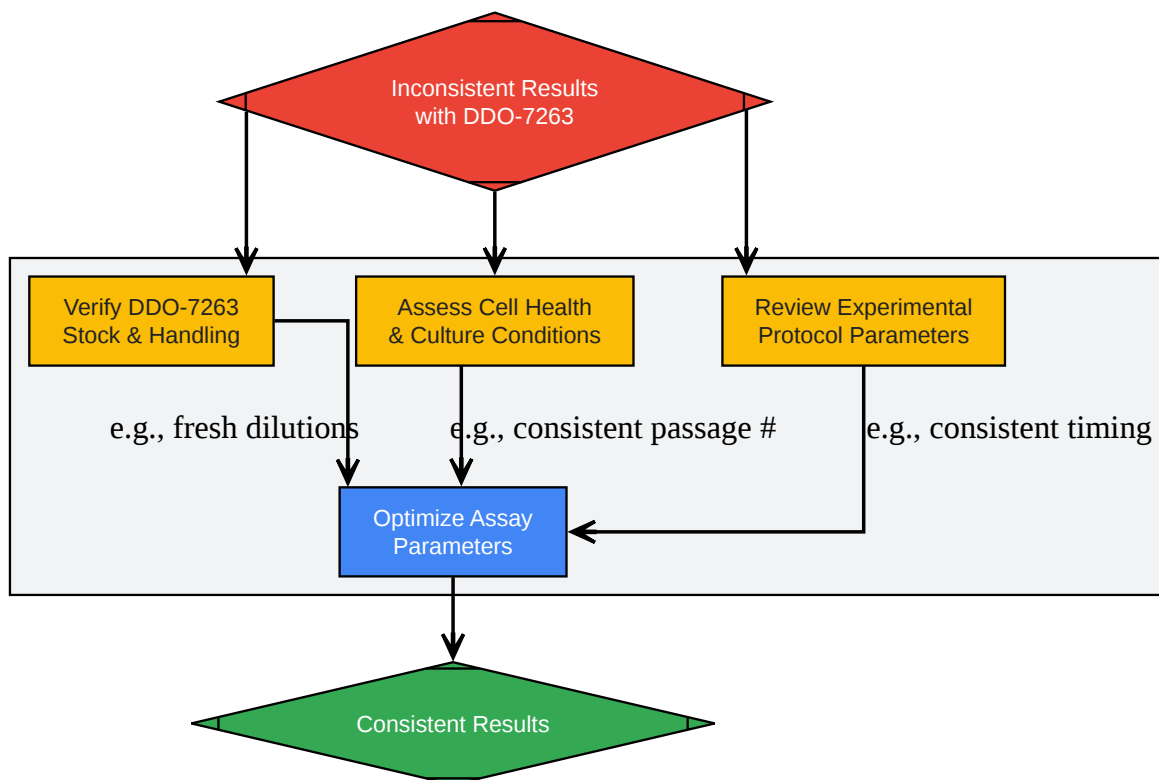 Inconsistent Results
with DDO-7263
Verify DDO-7263
Stock & Handling
Assess Cell Health
& Culture Conditions
Review Experimental
Protocol Parameters
e.g., fresh dilutions
e.g., consistent passage #
e.g., consistent timing
Optimize Assay
Parameters
Consistent Results